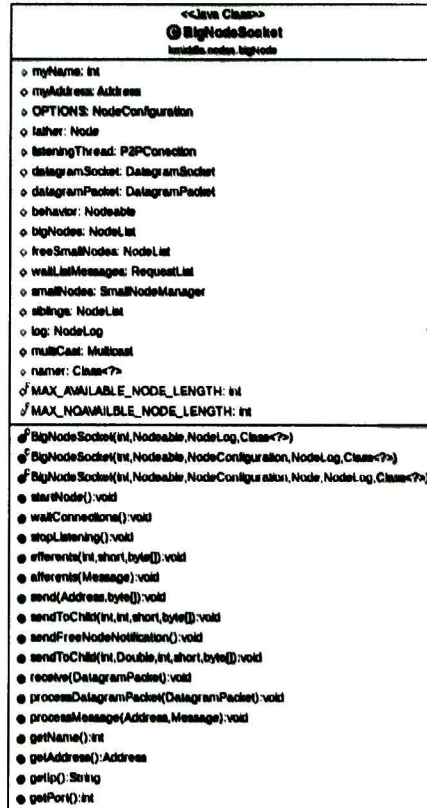 <<Java Class>>
BigNodeSocket
kmiddle.nodes.bigNode
myName: int
myAddress: Address
OPTIONS: NodeConfiguration
father: Node
listeningThread: P2PConection
datagramSocket: DatagramSocket
datagramPacket: DatagramPacket
behavior: Nodeable
bigNodes: NodeList
freeSmallNodes: NodeList
waitListMessages: RequestList
smallNodes: SmallNodeManager
siblings: NodeList
log: NodeLog
multiCast: Multicast
namer: Class<?>
MAX_AVAILABLE_NODE_LENGTH: int
MAX_NOAVAILBLE_NODE_LENGTH: int
BigNodeSocket(int,Nodeable,NodeLog,Class<?>)
BigNodeSocket(int,Nodeable,NodeConfiguration,NodeLog,Class<?>)
BigNodeSocket(int,Nodeable,NodeConfiguration,Node,NodeLog,Class<?>)
startNode():void
waitConnections():void
stopListening():void
efferents(int,short,byte[]):void
afferents(Message):void
send(Address,byte[]):void
sendToChild(int,int,short,byte[]):void
sendFreeNodeNotification():void
sendToChild(int,Double,int,short,byte[]):void
receive(DatagramPacket):void
processDatagramPacket(DatagramPacket):void
processMessage(Address,Message):void
getName():int
getAddress():Address
getIp():String
getPort():int